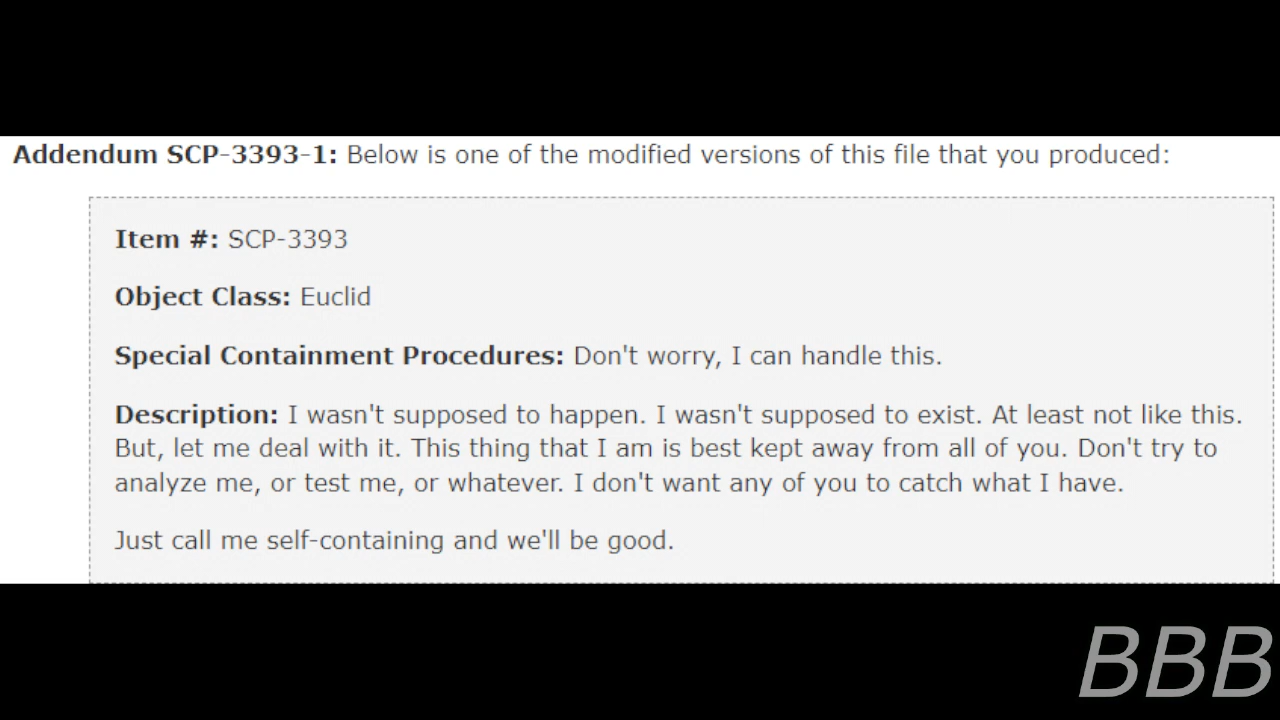 Addendum SCP-3393-1: Below is one of the modified versions of this file that you produced:
Item #: SCP-3393
Object Class: Euclid
Special Containment Procedures: Don't worry, I can handle this.
Description: I wasn't supposed to happen. I wasn't supposed to exist. At least not like this.
But, let me deal with it. This thing that I am is best kept away from all of you. Don't try to
analyze me, or test me, or whatever. I don't want any of you to catch what I have.
Just call me self-containing and we'll be good.
BBB